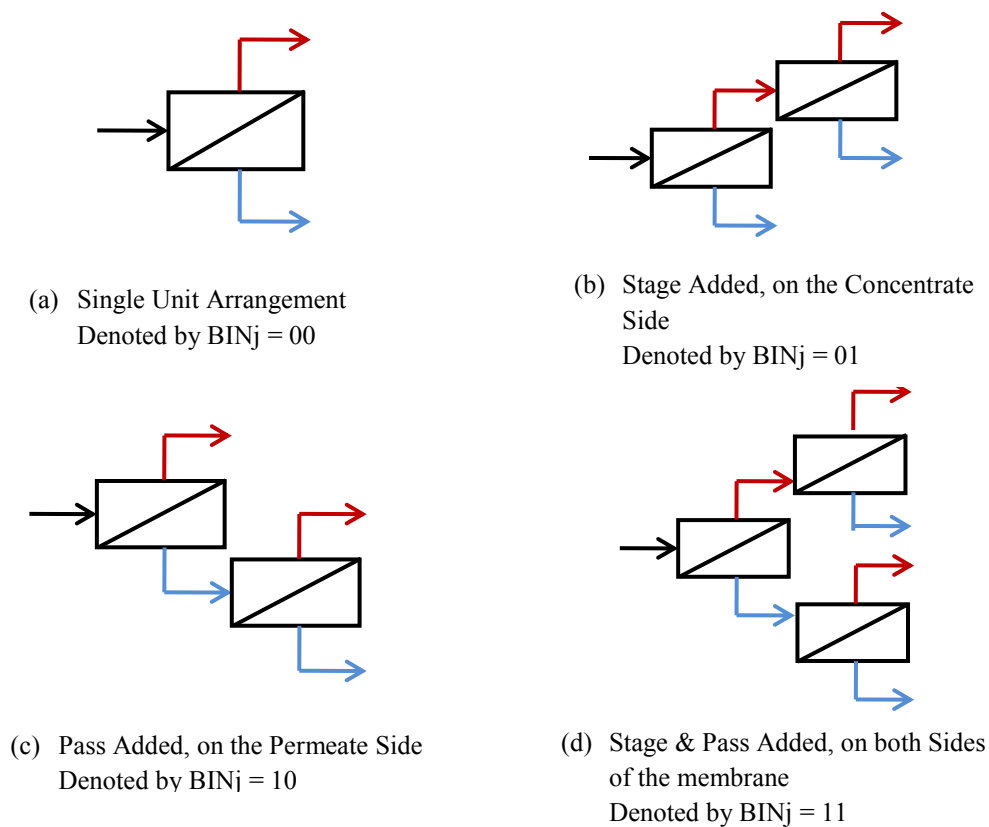 (a) Single Unit Arrangement
Denoted by BINj = 00
(b) Stage Added, on the Concentrate
Side
Denoted by BINj = 01
(c) Pass Added, on the Permeate Side
Denoted by BINj = 10
(d) Stage & Pass Added, on both Sides
of the membrane
Denoted by BINj = 11